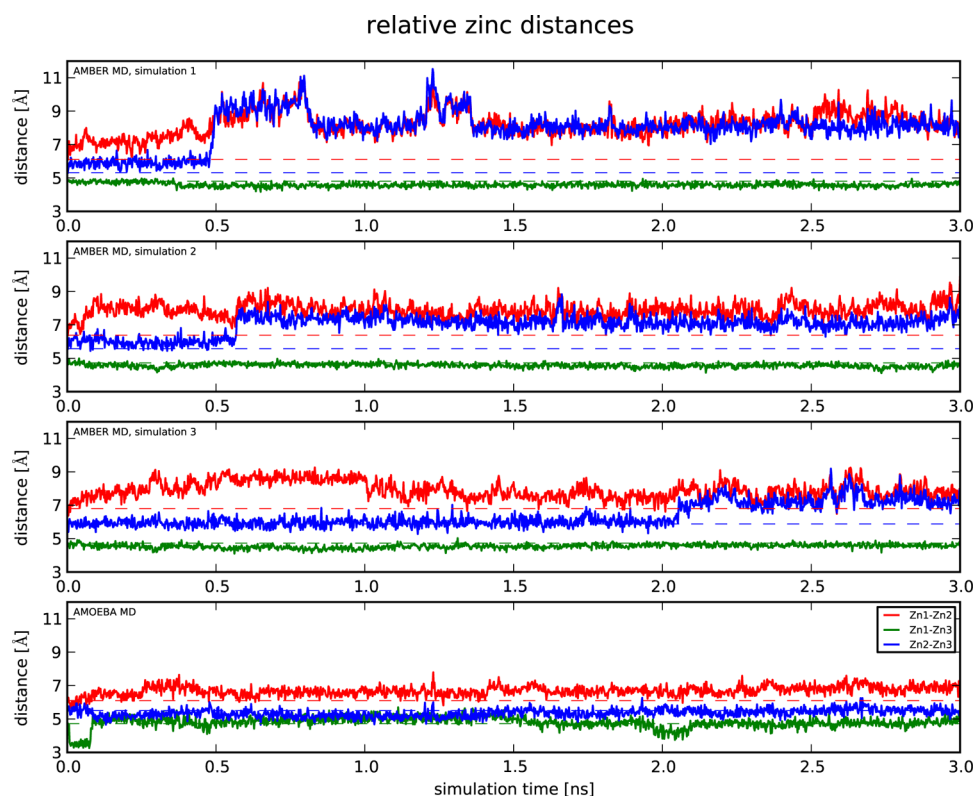 relative zinc distances
AMBER MD, simulation 1
distance [Å]
11
9
7
5
3
0.0 0.5 1.0 1.5 2.0 2.5 3.0
AMBER MD, simulation 2
distance [Å]
11
9
7
5
3
0.0 0.5 1.0 1.5 2.0 2.5 3.0
AMBER MD, simulation 3
distance [Å]
11
9
7
5
3
0.0 0.5 1.0 1.5 2.0 2.5 3.0
AMOEBA MD
Zn1-Zn2
Zn1-Zn3
Zn2-Zn3
distance [Å]
11
9
7
5
3
0.0 0.5 1.0 1.5 2.0 2.5 3.0
simulation time [ns]